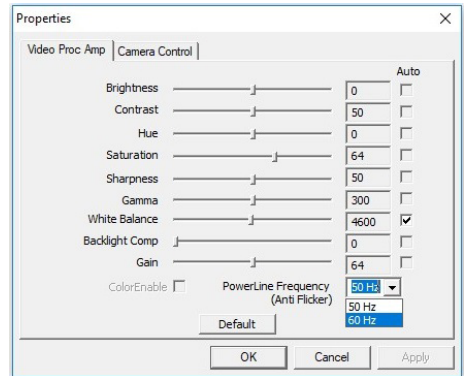 Properties
Video Proc Amp Camera Control
Auto
Brightness 0
Contrast 50
Hue 0
Saturation 64
Sharpness 50
Gamma 300
White Balance 4600
Backlight Comp 0
Gain 64
ColorEnable PowerLine Frequency 50 Hz
(Anti Flicker)
50 Hz
60 Hz
Default
OK Cancel Apply